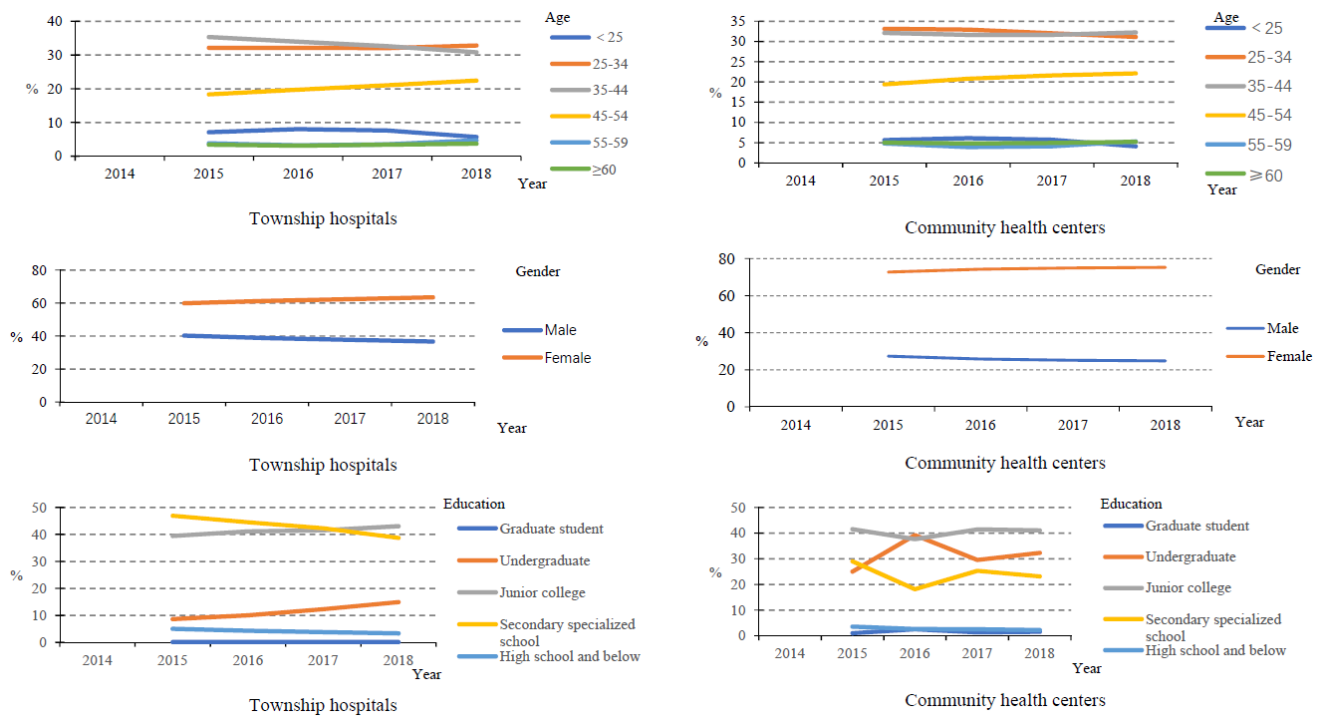 Age
40
30
20
10
0
%
2014 2015 2016 2017 2018
Year
< 25
25-34
35-44
45-54
55-59
≥60
Township hospitals
Age
35
30
25
20
15
10
5
0
%
2014 2015 2016 2017 2018
Year
< 25
25-34
35-44
45-54
55-59
⩾60
Community health centers
Gender
80
60
40
20
0
%
2014 2015 2016 2017 2018
Year
Male
Female
Township hospitals
Gender
80
60
40
20
0
%
2014 2015 2016 2017 2018
Year
Male
Female
Community health centers
Education
50
40
30
20
10
0
%
2014 2015 2016 2017 2018
Year
Graduate student
Undergraduate
Junior college
Secondary specialized
school
High school and below
Township hospitals
Education
50
40
30
20
10
0
%
2014 2015 2016 2017 2018
Year
Graduate student
Undergraduate
Junior college
Secondary specialized
school
High school and below
Community health centers